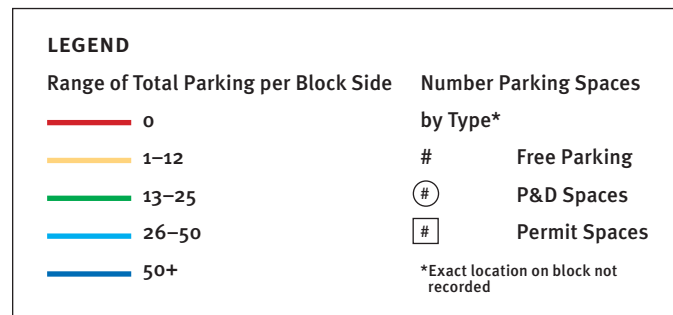 LEGEND
Range of Total Parking per Block Side
0
1–12
13–25
26–50
50+
Number Parking Spaces
by Type*
# Free Parking
# P&D Spaces
# Permit Spaces
*Exact location on block not
recorded